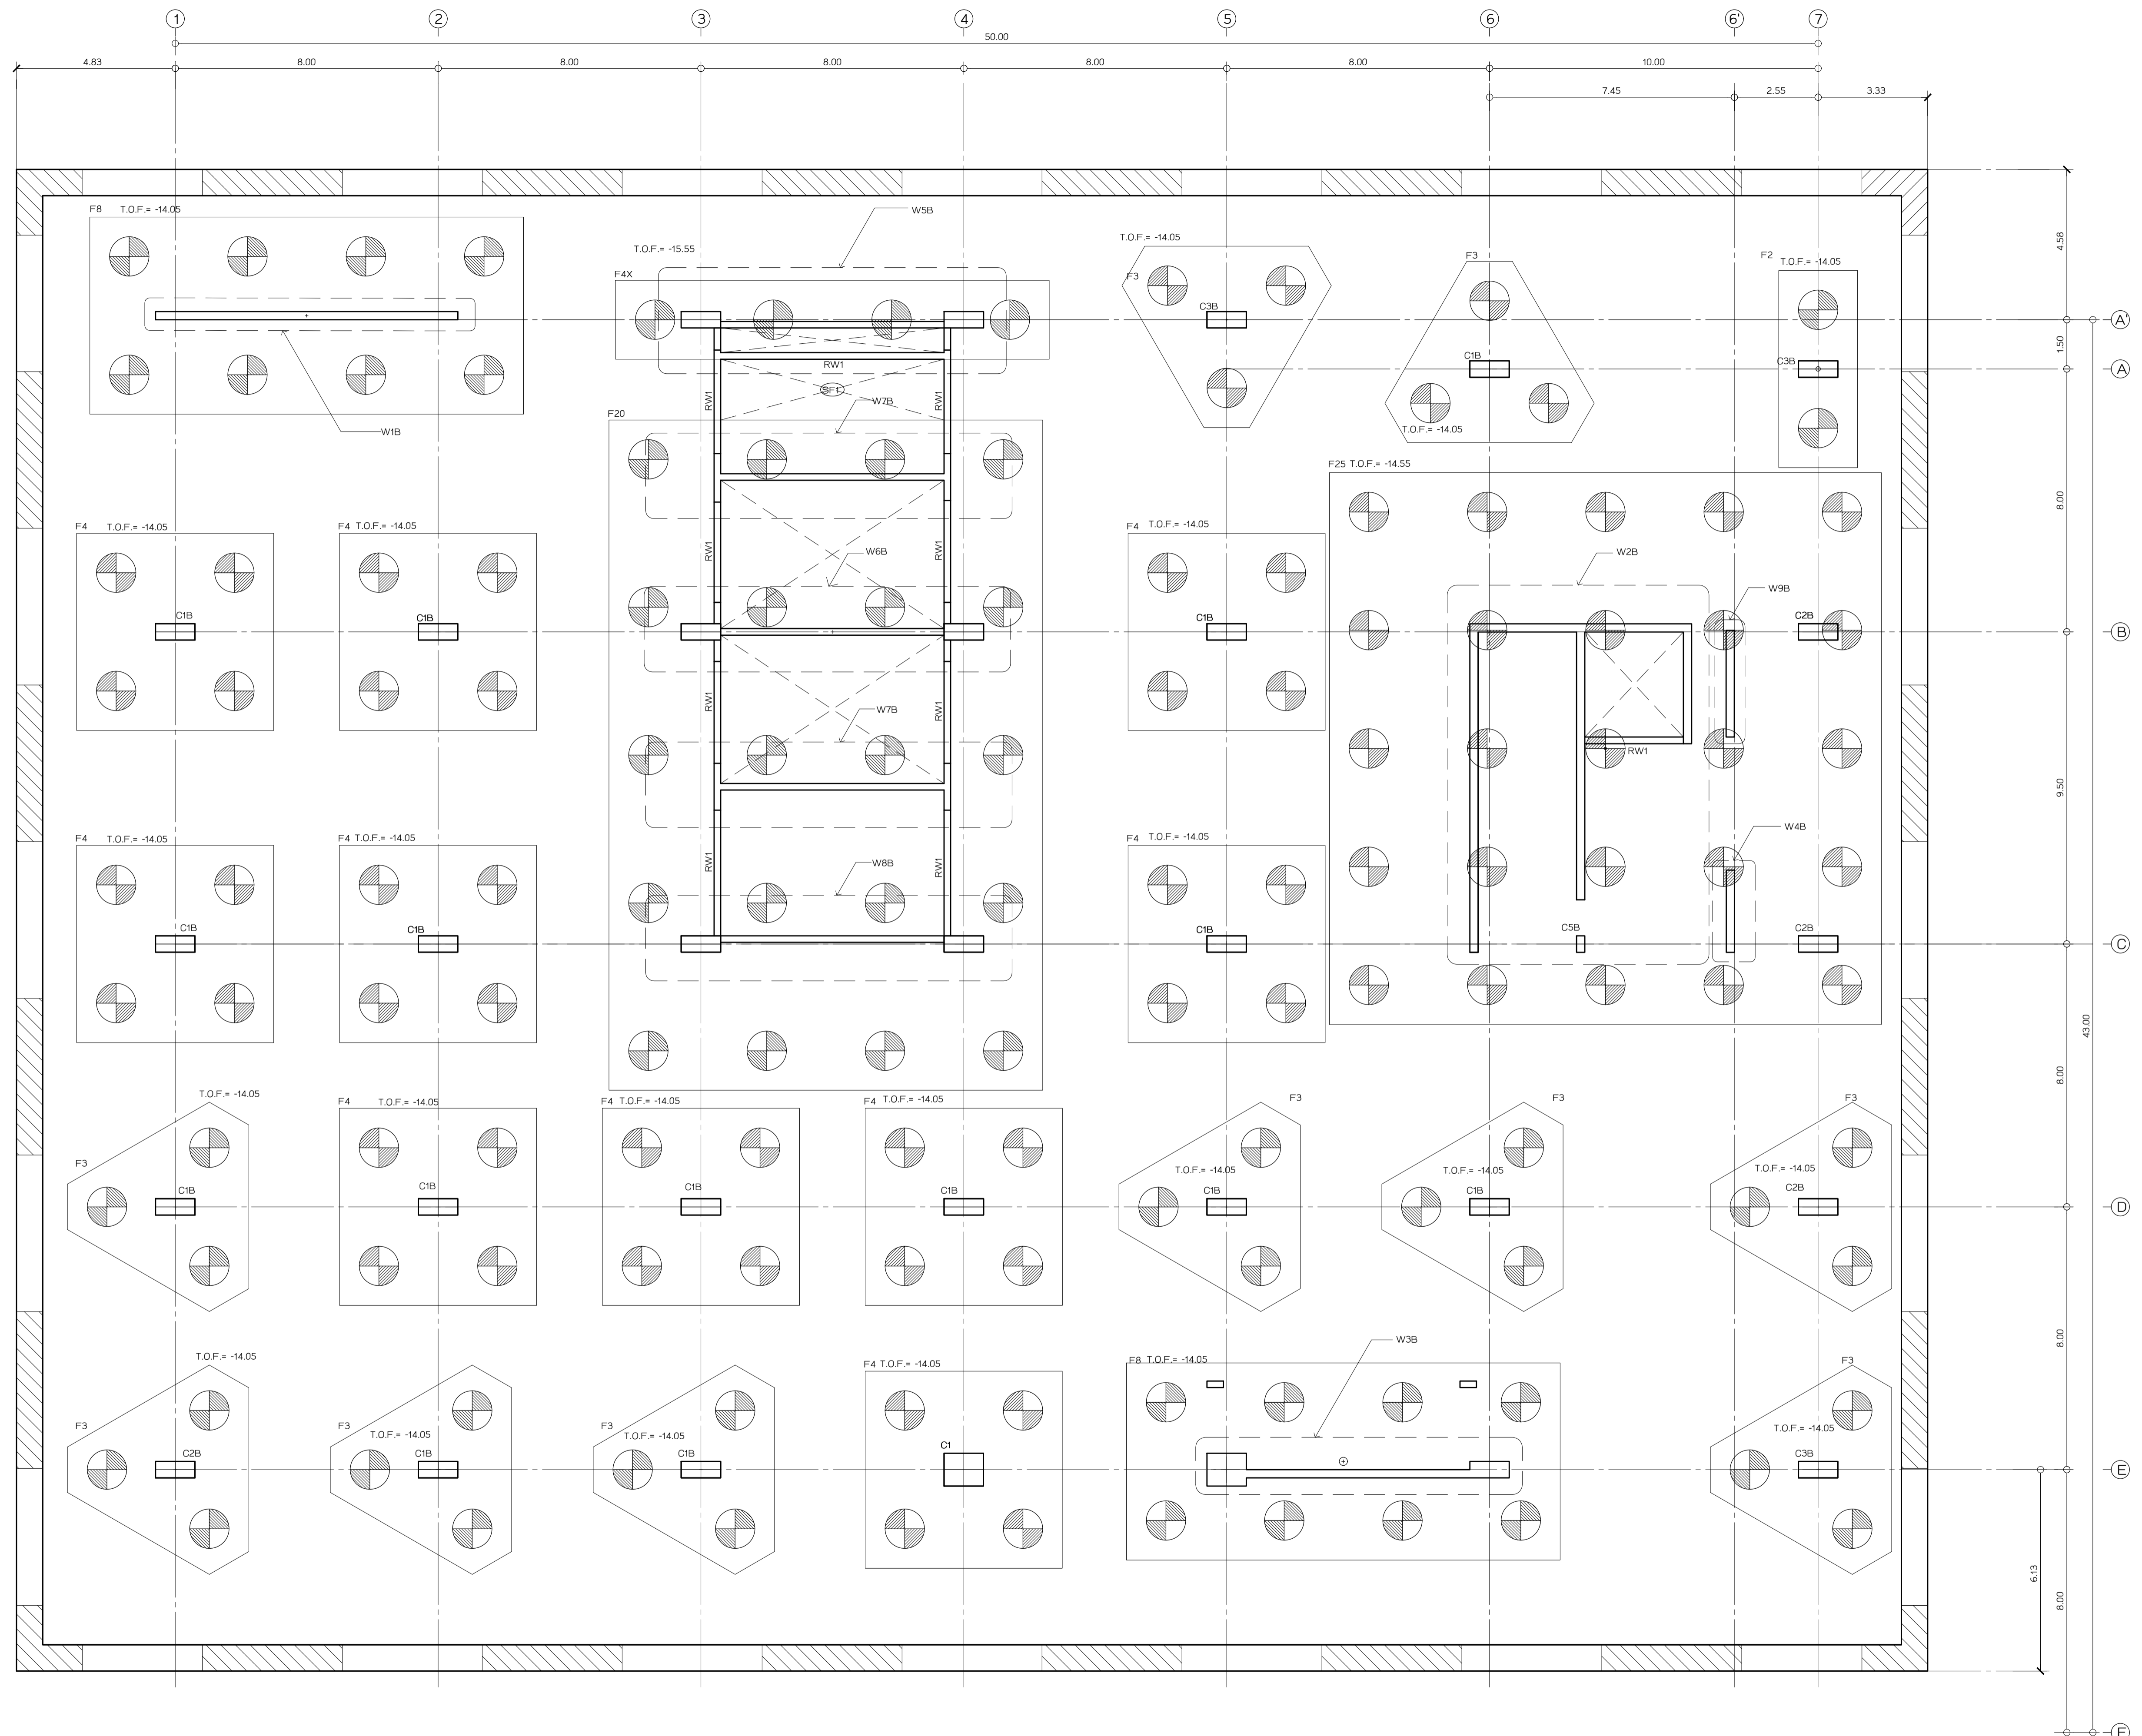 1 2 3 4 5 6 6' 7
50.00
4.83 8.00 8.00 8.00 8.00 8.00 10.00
7.45 2.55 3.33
F8 T.O.F.= -14.05
W5B
T.O.F.= -15.55
T.O.F.= -14.05
F3
F2
T.O.F.= -14.05
4.58
F4X
F3
C3B
A'
W1B
RW1
SF1
RW1
RW1
W7B
C1B
T.O.F.= -14.05
C3B
1.50
A
F20
F25 T.O.F.= -14.55
8.00
F4 T.O.F.= -14.05
F4 T.O.F.= -14.05
F4 T.O.F.= -14.05
RW1
RW1
W6B
W2B
W9B
C1B
C1B
C1B
C2B
B
RW1
RW1
W7B
RW1
9.50
F4 T.O.F.= -14.05
F4 T.O.F.= -14.05
F4 T.O.F.= -14.05
W4B
RW1
RW1
W8B
C1B
C1B
C1B
C5B
C2B
C
43.00
T.O.F.= -14.05
F4 T.O.F.= -14.05
F4 T.O.F.= -14.05
F4 T.O.F.= -14.05
F3
F3
F3
8.00
F3
T.O.F.= -14.05
T.O.F.= -14.05
T.O.F.= -14.05
C1B
C1B
C1B
C1B
C1B
C1B
C2B
D
W3B
8.00
T.O.F.= -14.05
F4 T.O.F.= -14.05
F8 T.O.F.= -14.05
F3
F3
F3
T.O.F.= -14.05
F3
T.O.F.= -14.05
T.O.F.= -14.05
C2B
C1B
C1B
C1
C3B
E
6.13
8.00
F